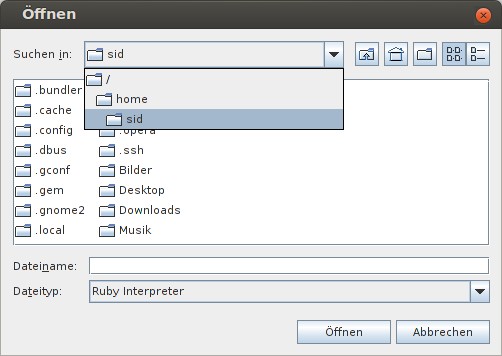 Öffnen
Suchen in: sid
/
home
sid
.bundler
.cache
.config .opera
.dbus .ssh
.gconf Bilder
.gem Desktop
.gnome2 Downloads
.local Musik
Dateiname:
Dateityp: Ruby Interpreter
Öffnen Abbrechen